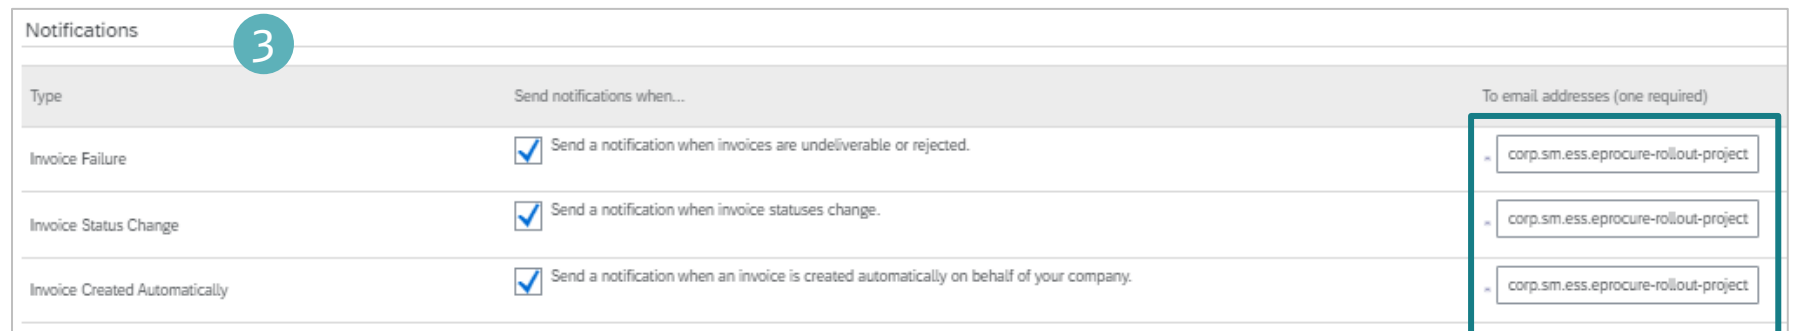 Notifications
3
Type Send notifications when... To email addresses (one required)
Invoice Failure Send a notification when invoices are undeliverable or rejected. * corp.sm.ess.eprocure-rollout-project
Invoice Status Change Send a notification when invoice statuses change. * corp.sm.ess.eprocure-rollout-project
Invoice Created Automatically Send a notification when an invoice is created automatically on behalf of your company. * corp.sm.ess.eprocure-rollout-project